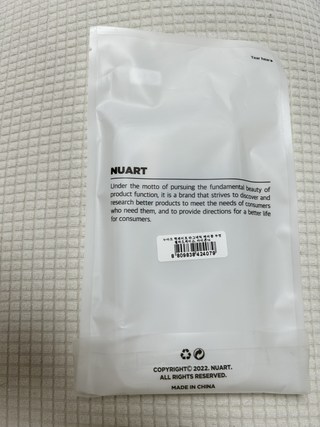 Tear here
NUART
Under the motto of pursuing the fundamental beauty of
product function, it is a brand that strives to discover and
research better products to meet the needs of consumers
who need them, and to provide directions for a better life
for consumers.
COPYRIGHT© 2022. NUART.
ALL RIGHTS RESERVED.
MADE IN CHINA